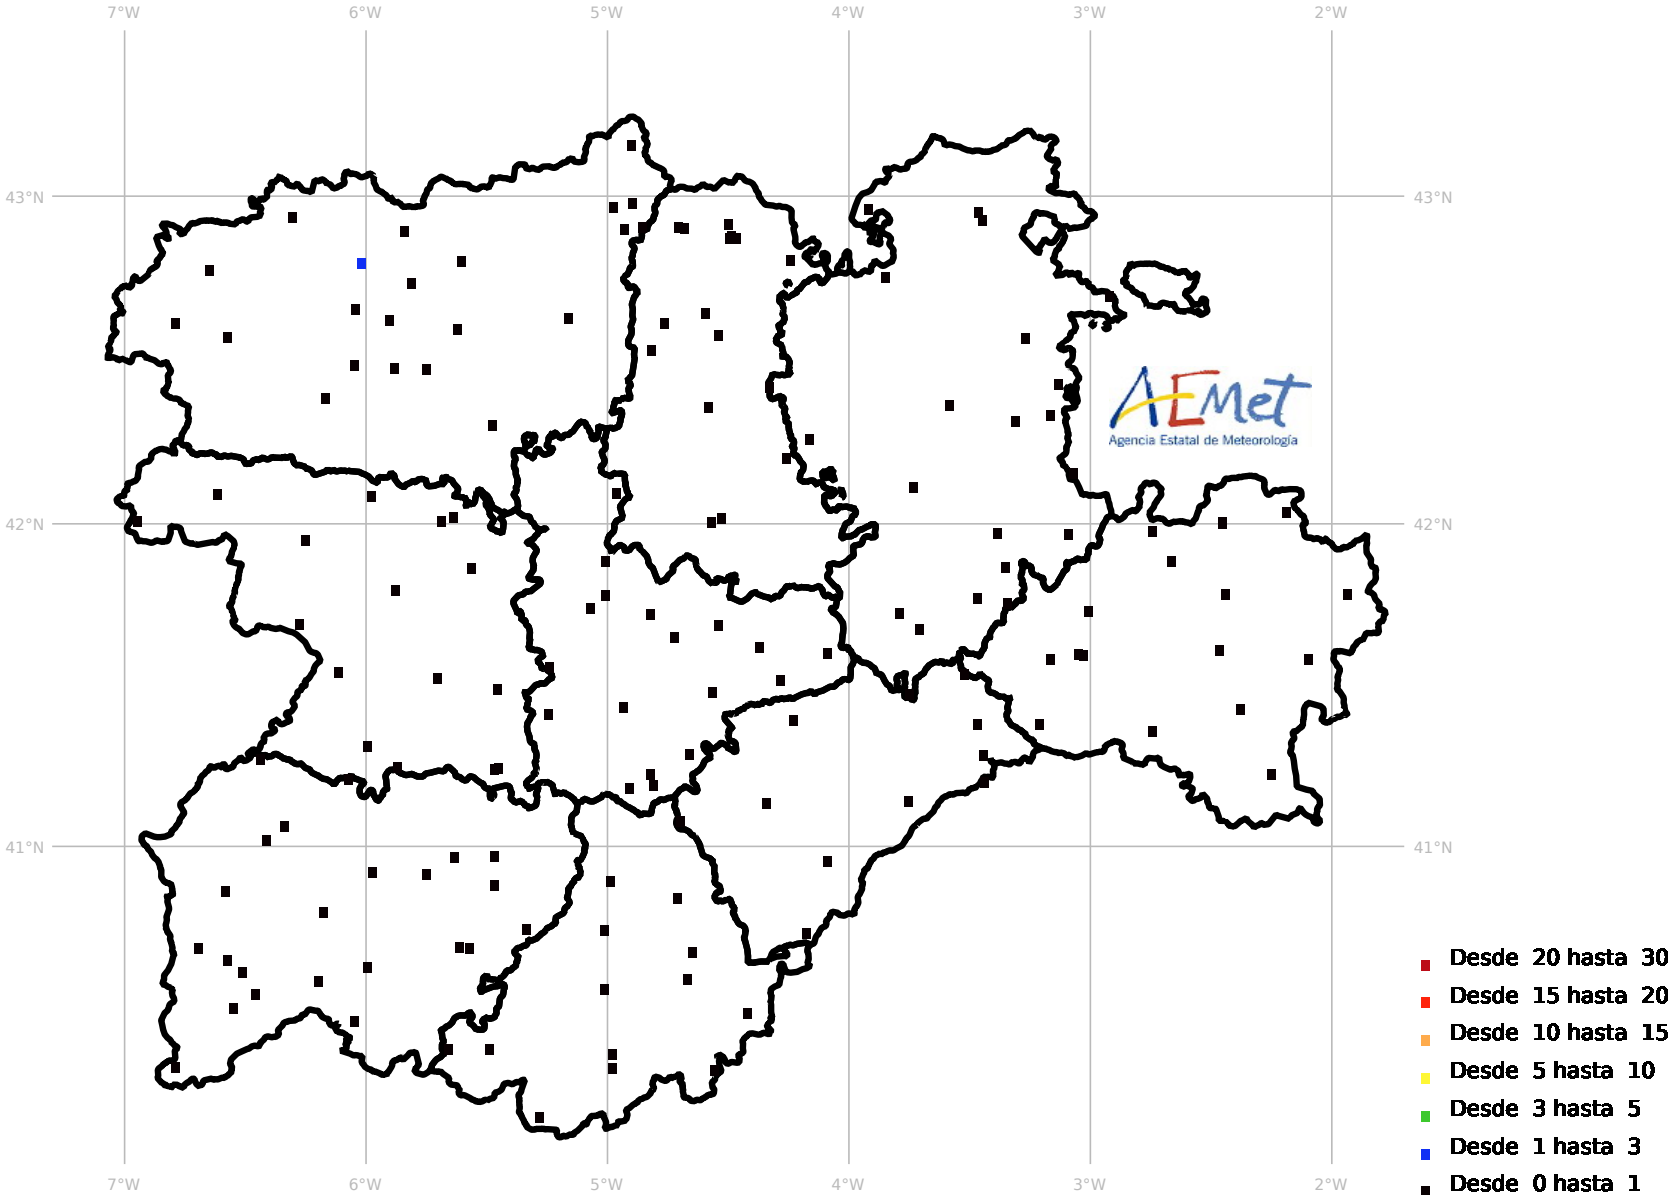 7°W 6°W 5°W 4°W 3°W 2°W
43°N 43°N
AEMet
Agencia Estatal de Meteorología
42°N 42°N
41°N 41°N
Desde 20 hasta 30
Desde 15 hasta 20
Desde 10 hasta 15
Desde 5 hasta 10
Desde 3 hasta 5
Desde 1 hasta 3
Desde 0 hasta 1
7°W 6°W 5°W 4°W 3°W 2°W